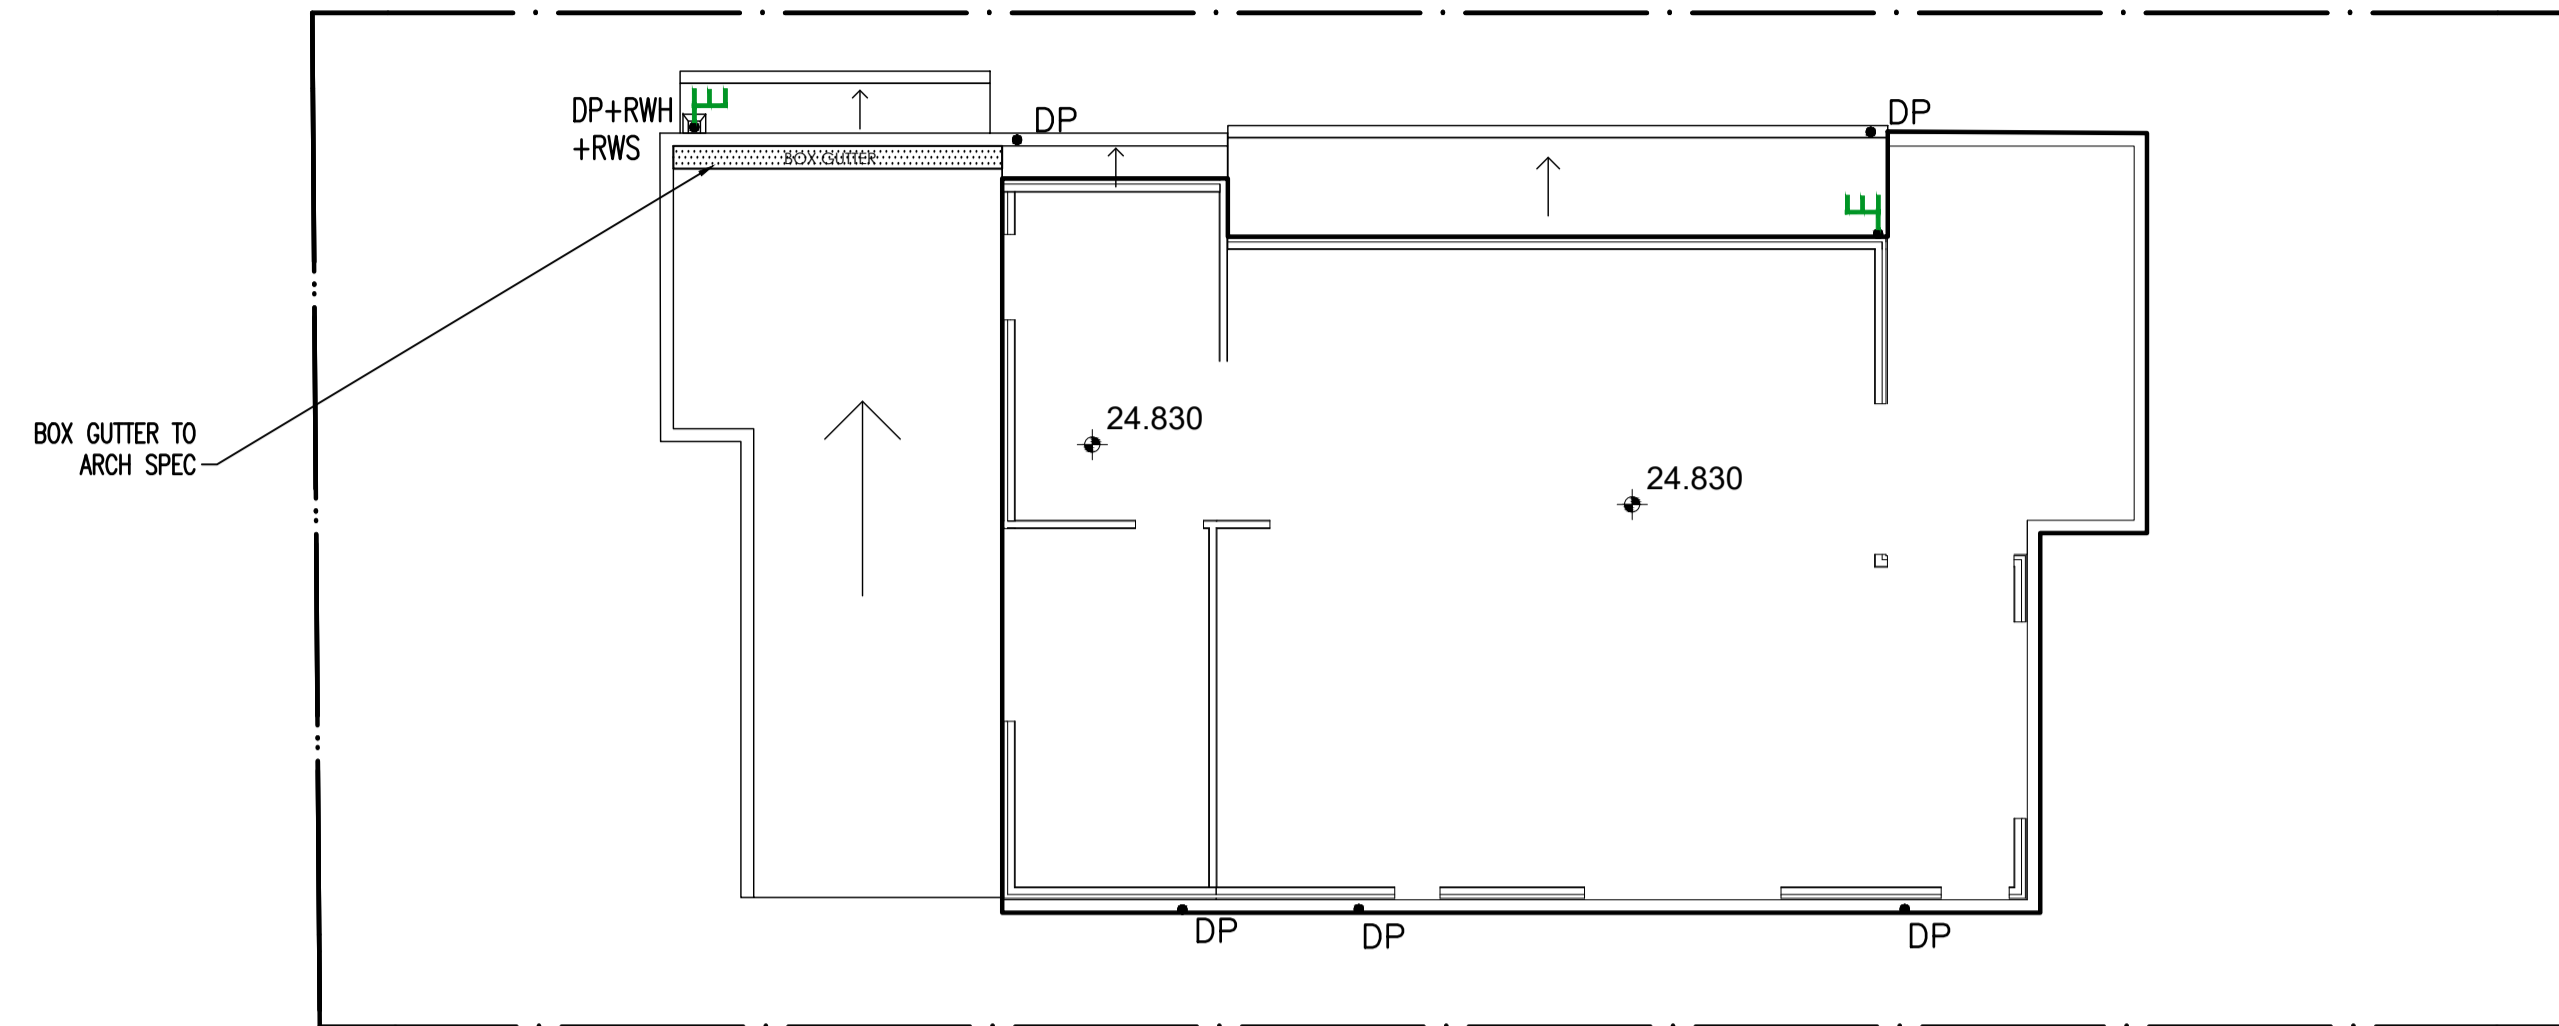 DP+RWH
+RWS
DP
DP
BOX GUTTER
BOX GUTTER TO
ARCH SPEC
24.830
24.830
DP
DP
DP